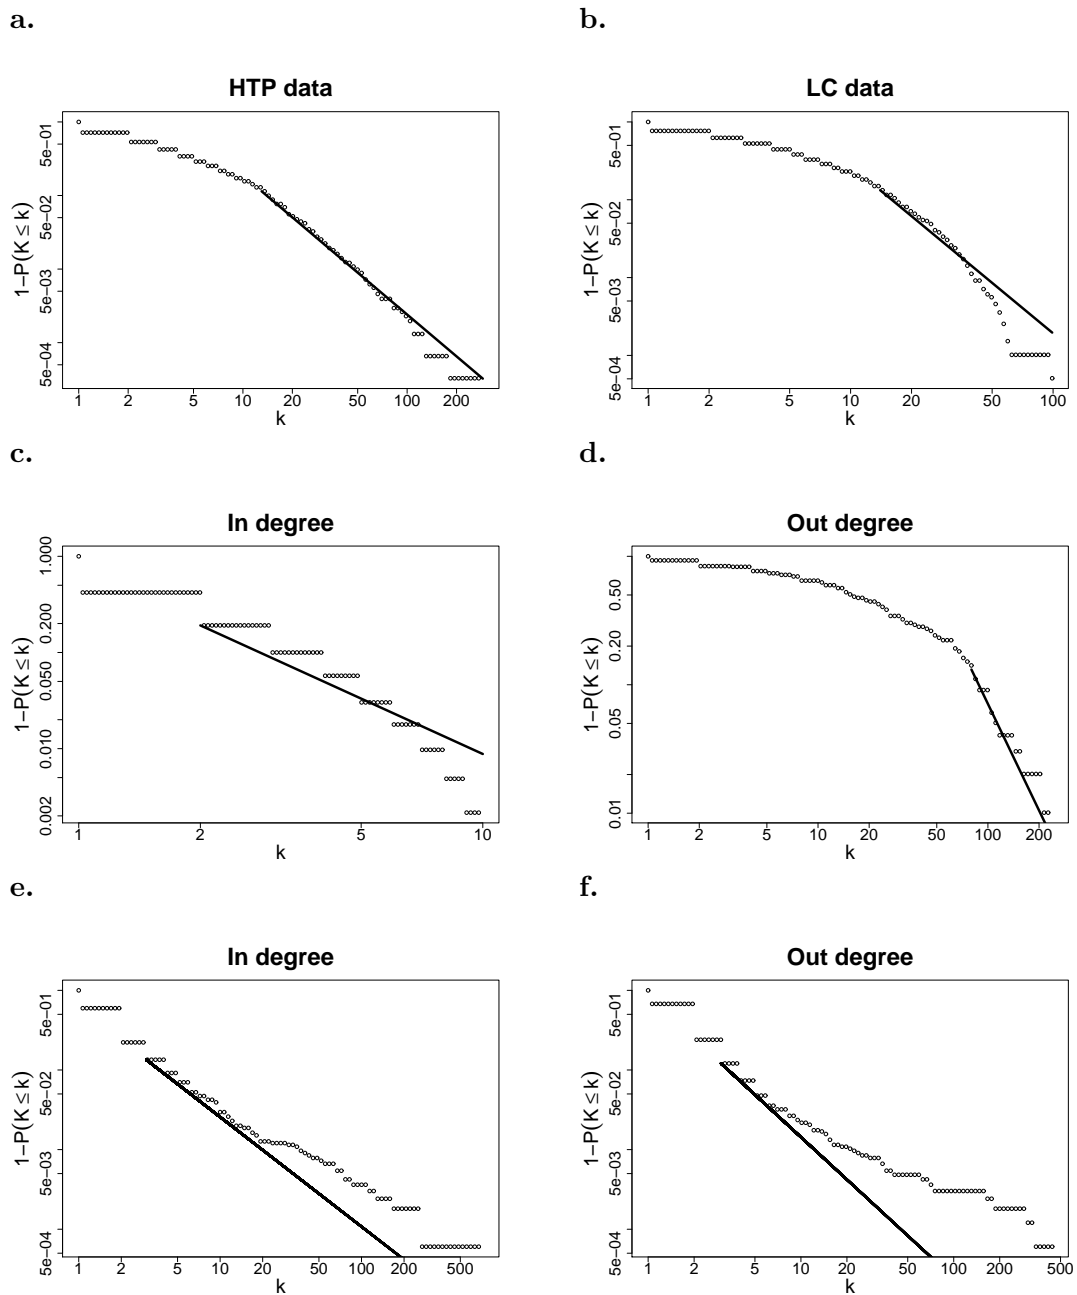 a.
b.
HTP data
1−P(K ≤ k)
5e−01
5e−02
5e−03
5e−04
1 2 5 10 20 50 100 200
k
LC data
1−P(K ≤ k)
5e−01
5e−02
5e−03
5e−04
1 2 5 10 20 50 100
k
c.
d.
In degree
1−P(K ≤ k)
1.000
0.200
0.050
0.010
0.002
1 2 5 10
k
Out degree
1−P(K ≤ k)
0.50
0.20
0.05
0.01
1 2 5 10 20 50 100 200
k
e.
f.
In degree
1−P(K ≤ k)
5e−01
5e−02
5e−03
5e−04
1 2 5 10 20 50 100 200 500
k
Out degree
1−P(K ≤ k)
5e−01
5e−02
5e−03
5e−04
1 2 5 10 20 50 100 200 500
k